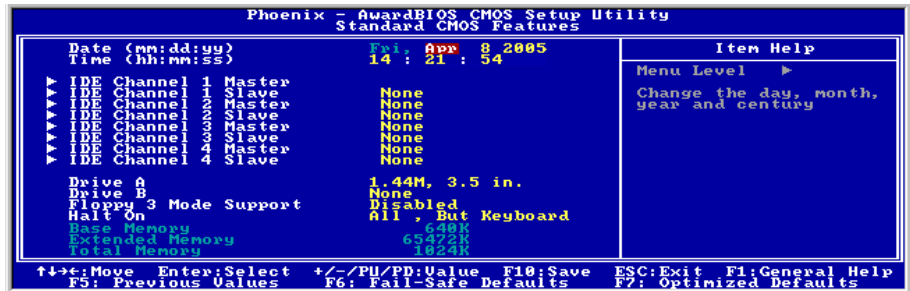 Phoenix - AwardBIOS CMOS Setup Utility
Standard CMOS Features
Date (mm:dd:yy) Fri, Apr 8 2005
Time (hh:mm:ss) 14 : 21 : 54
► IDE Channel 1 Master
► IDE Channel 1 Slave None
► IDE Channel 2 Master None
► IDE Channel 2 Slave None
► IDE Channel 3 Master None
► IDE Channel 3 Slave None
► IDE Channel 4 Master None
► IDE Channel 4 Slave None
Drive A 1.44M, 3.5 in.
Drive B None
Floppy 3 Mode Support Disabled
Halt On All , But Keyboard
Base Memory 640K
Extended Memory 65472K
Total Memory 1024K
Item Help
Menu Level ►
Change the day, month,
year and century
↑↓→←:Move Enter:Select +/-/PU/PD:Value F10:Save ESC:Exit F1:General Help
F5: Previous Values F6: Fail-Safe Defaults F7: Optimized Defaults